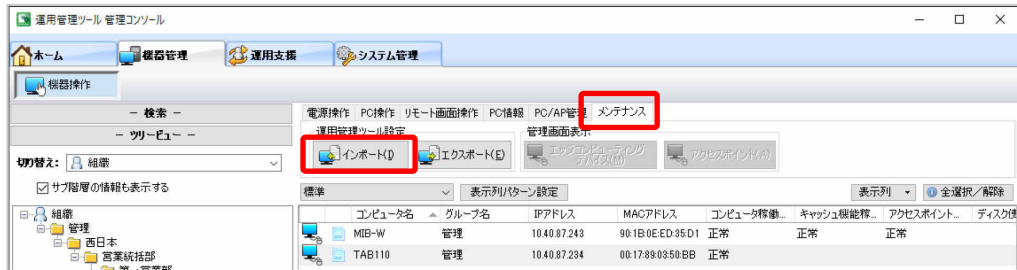 運用管理ツール 管理コンソール
ホーム 機器管理 運用支援 システム管理
機器操作
- 検索 -
- ツリービュー -
切り替え: 組織
サブ階層の情報も表示する
組織
管理
西日本
営業統括部
電源操作 PC操作 リモート画面操作 PC情報 PC/AP管理 メンテナンス
運用管理ツール設定 管理画面表示
インポート(I) エクスポート(E) エッジコンピューティングデバイス(M) アクセスポイント(A)
標準 表示列パターン設定 表示列 全選択/解除
コンピュータ名 グループ名 IPアドレス MACアドレス コンピュータ稼働... キャッシュ機能稼... アクセスポイント... ディスク使
MIB-W 管理 10.40.87.243 90:1B:0E:ED:35:D1 正常 正常 正常
TAB110 管理 10.40.87.234 00:17:89:03:50:BB 正常